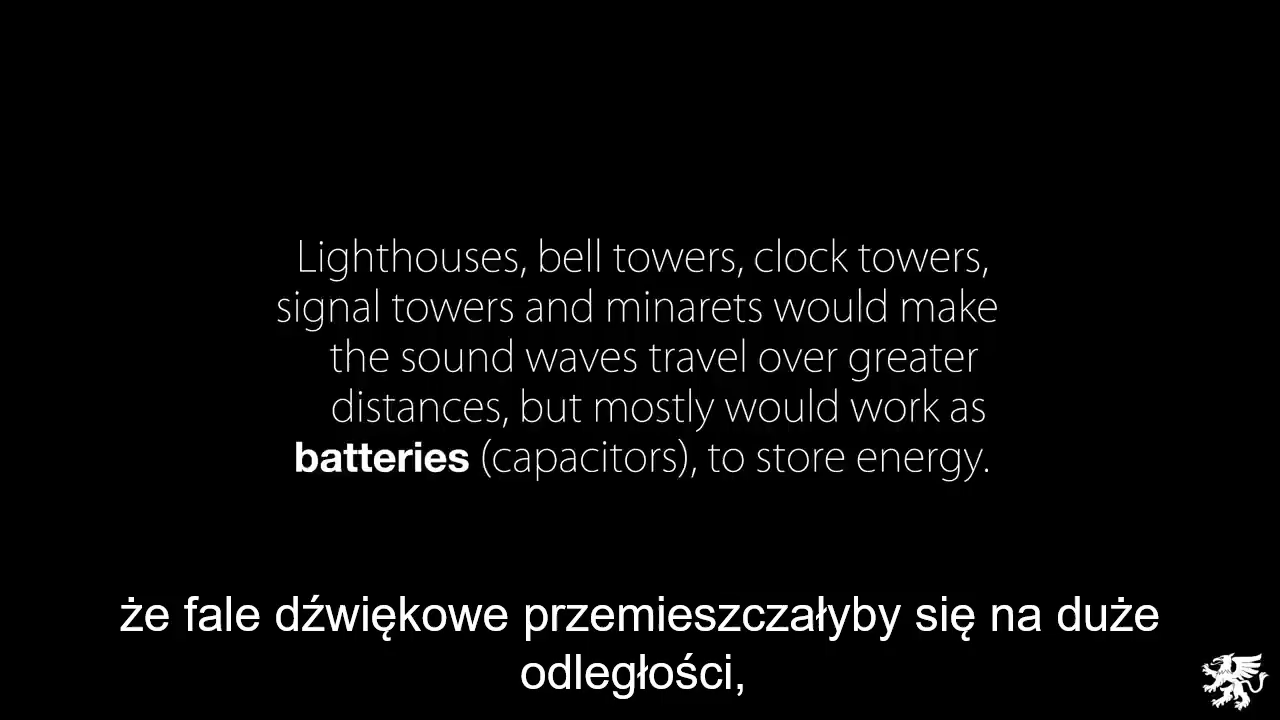 Lighthouses, bell towers, clock towers,
signal towers and minarets would make
the sound waves travel over greater
distances, but mostly would work as
batteries (capacitors), to store energy.
że fale dźwiękowe przemieszczałyby się na duże
odległości,